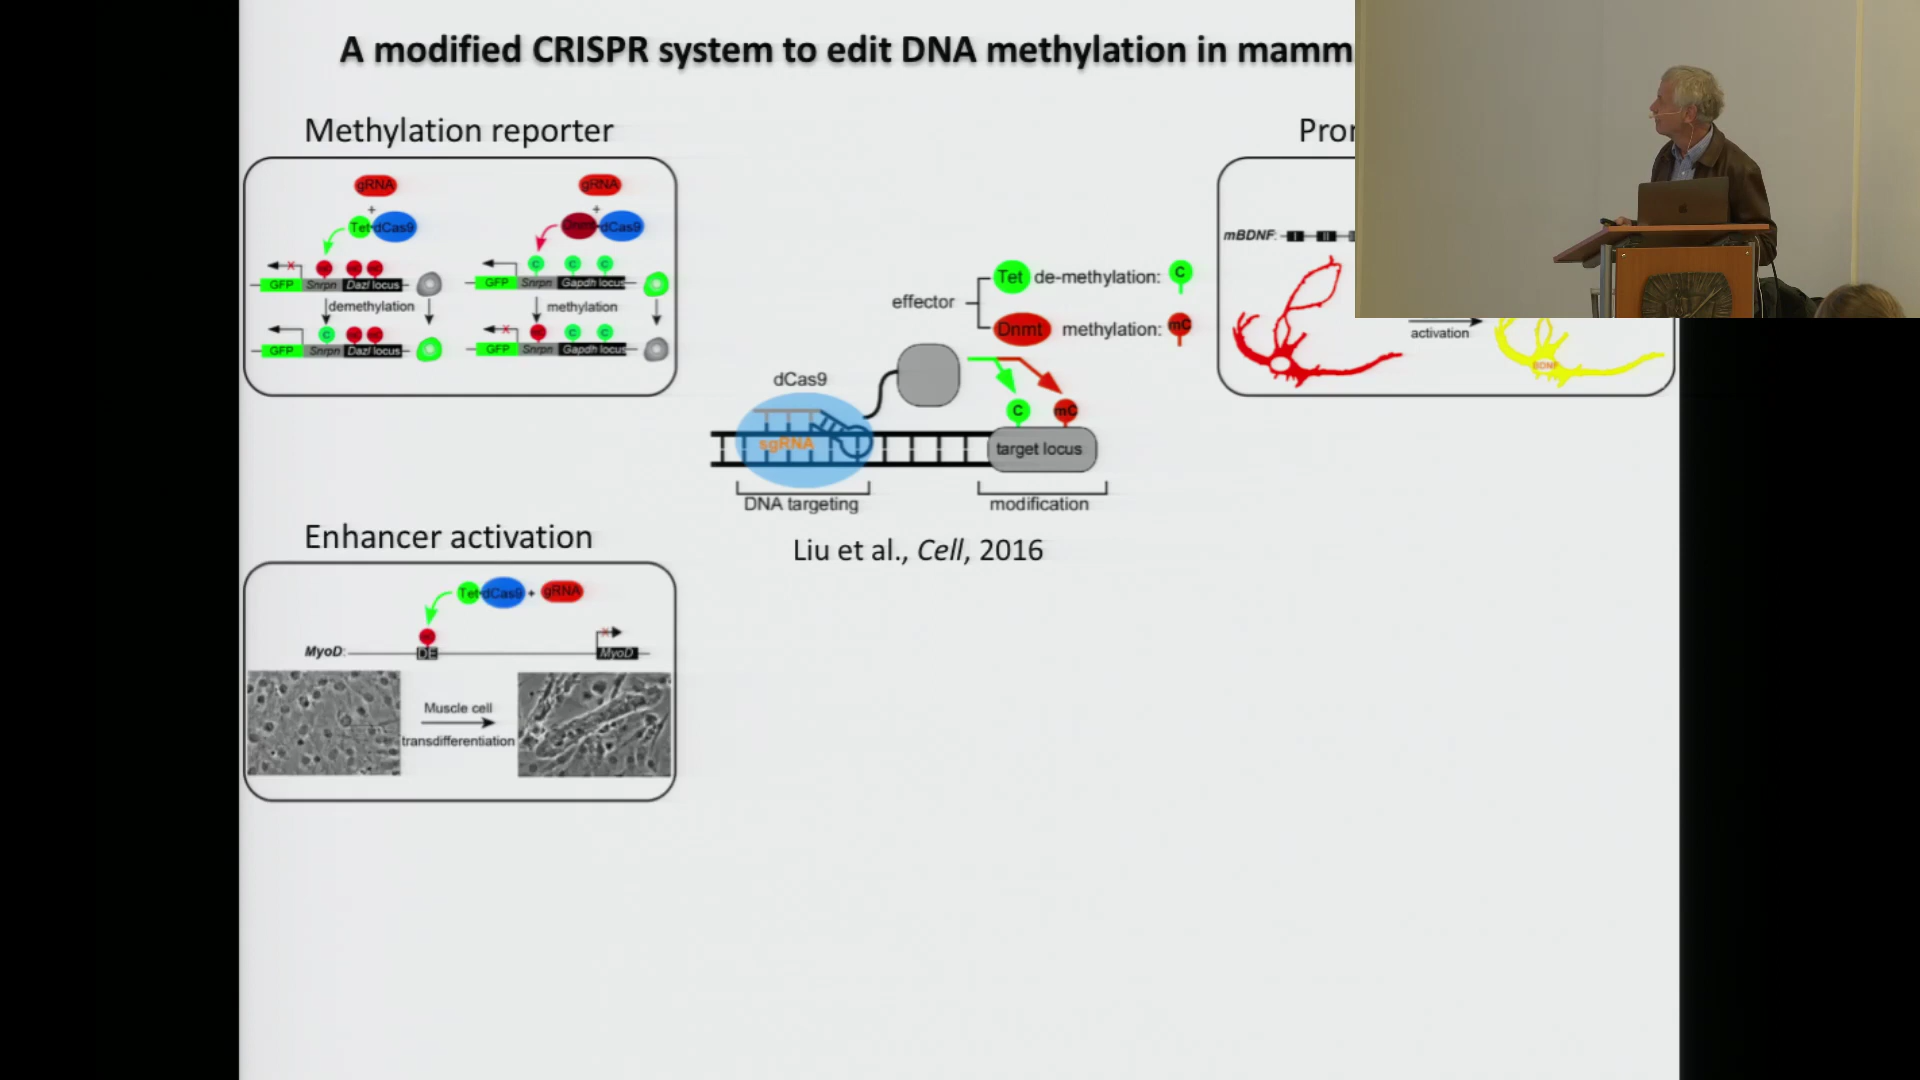 A modified CRISPR system to edit DNA methylation in mamm
Methylation reporter
gRNA
+
Tet dCas9
GFP Snrpn Dazl locus
demethylation
C
GFP Snrpn Dazl locus
gRNA
+
dCas9
C C C
GFP Snrpn Gapdh locus
methylation
C C
GFP Snrpn Gapdh locus
effector
Tet de-methylation: C
Dnmt methylation: mC
dCas9
C mC
sgRNA
target locus
DNA targeting
modification
Liu et al., Cell, 2016
Pro
mBDNF:
activation
BDNF
Enhancer activation
Tet dCas9 + gRNA
MyoD:
DE
MyoD
Muscle cell
transdifferentiation